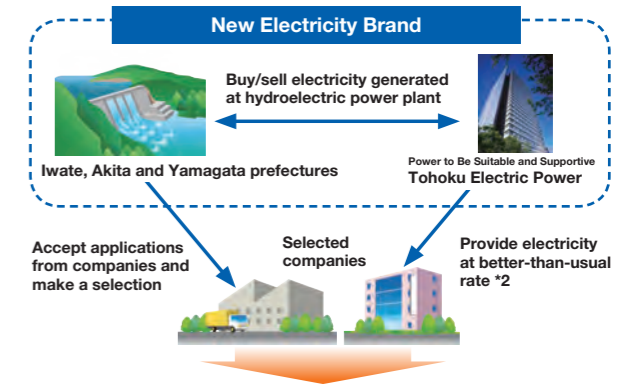 New Electricity Brand
Buy/sell electricity generated
at hydroelectric power plant
Iwate, Akita and Yamagata prefectures
Power to Be Suitable and Supportive
Tohoku Electric Power
Accept applications
from companies and
make a selection
Selected
companies
Provide electricity
at better-than-usual
rate *2